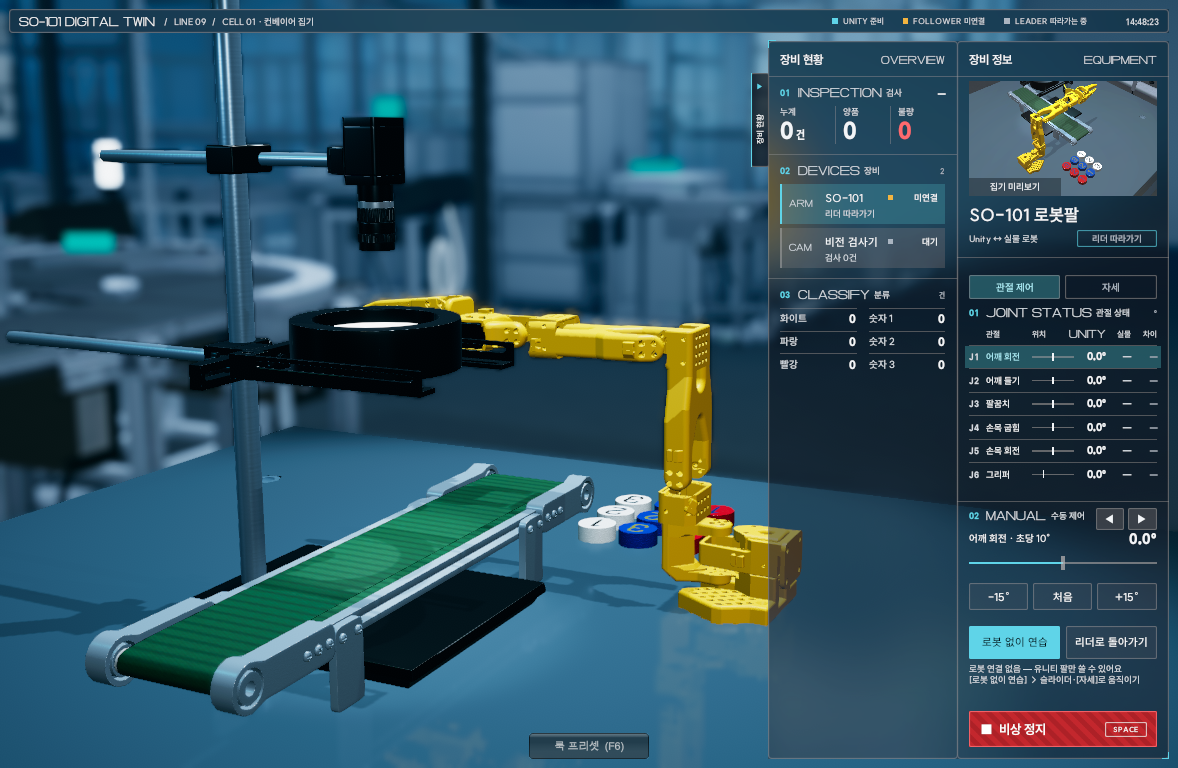 SO-101 DIGITAL TWIN / LINE 09 / CELL 01 · 컨베이어 집기
UNITY 준비 FOLLOWER 미연결 LEADER 따라가는 중 14:48:23
장비 현황 OVERVIEW
01 INSPECTION 검사
누계 양품 불량
0건 0 0
02 DEVICES 장비 2
ARM SO-101 미연결
리더 따라가기
CAM 비전 검사기 대기
검사 0건
03 CLASSIFY 분류 건
화이트 0 숫자 1 0
파랑 0 숫자 2 0
빨강 0 숫자 3 0
장비 정보 EQUIPMENT
집기 미리보기
SO-101 로봇팔
Unity ↔ 실물 로봇 리더 따라가기
관절 제어 자세
01 JOINT STATUS 관절 상태 °
관절 위치 UNITY 실물 차이
J1 어깨 회전 0.0° — —
J2 어깨 들기 0.0° — —
J3 팔꿈치 0.0° — —
J4 손목 굽힘 0.0° — —
J5 손목 회전 0.0° — —
J6 그리퍼 0.0° — —
02 MANUAL 수동 제어 ◀ ▶
어깨 회전 · 초당 10° 0.0°
-15° 처음 +15°
로봇 없이 연습 리더로 돌아가기
로봇 연결 없음 — 유니티 팔만 쓸 수 있어요
[로봇 없이 연습] > 슬라이더·[자세]로 움직이기
비상 정지 SPACE
룩 프리셋 (F6)